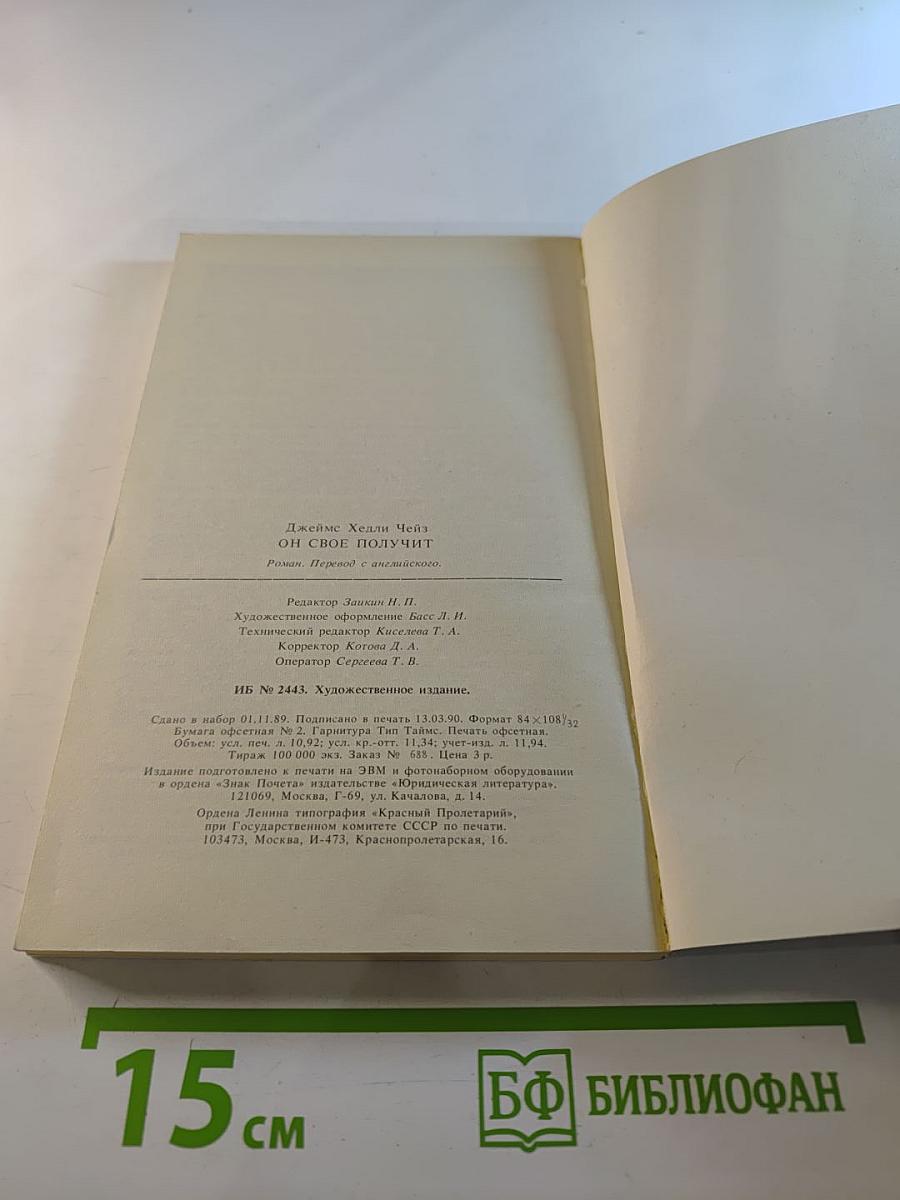 Джеймс Хедли Чейз
ОН СВОЕ ПОЛУЧИТ
Роман. Перевод с английского.
Редактор Заикин Н. П.
Художественное оформление Басс Л. И.
Технический редактор Киселева Т. А.
Корректор Котова Д. А.
Оператор Сергеева Т. В.
ИБ № 2443. Художественное издание.
Сдано в набор 01.11.89. Подписано в печать 13.03.90. Формат 84×108 1/32
Бумага офсетная № 2. Гарнитура Тип Таймс. Печать офсетная.
Объем: усл. печ. л. 10,92; усл. кр.-отт. 11,34; учет-изд. л. 11,94.
Тираж 100 000 экз. Заказ № 688. Цена 3 р.
Издание подготовлено к печати на ЭВМ и фотонаборном оборудовании
в ордена «Знак Почета» издательстве «Юридическая литература».
121069, Москва, Г-69, ул. Качалова, д. 14.
Ордена Ленина типография «Красный Пролетарий»,
при Государственном комитете СССР по печати.
103473, Москва, И-473, Краснопролетарская, 16.
15 см
БФ БИБЛИОФАН